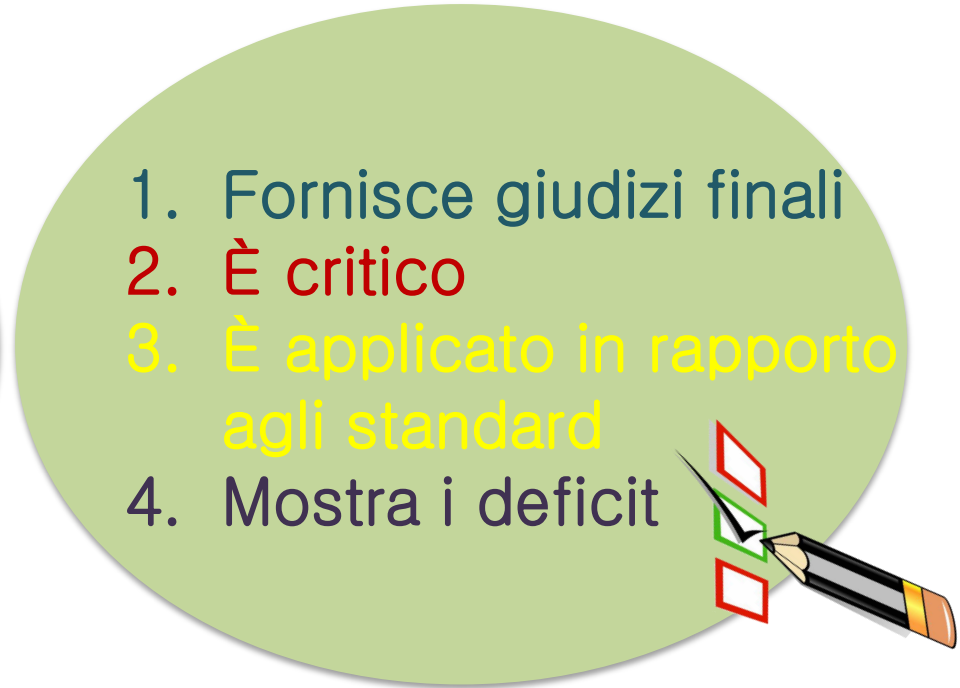 1. Fornisce giudizi finali
2. È critico
3. È applicato in rapporto
agli standard
4. Mostra i deficit